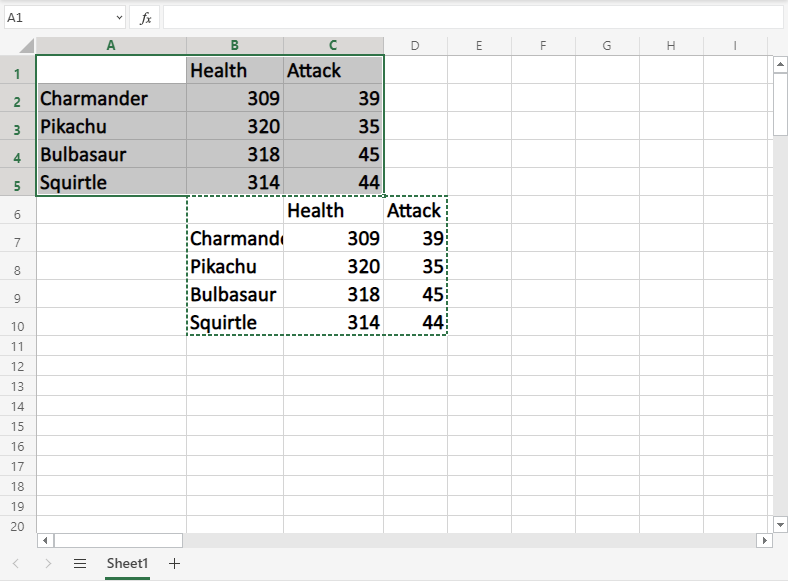 A1 fx
A B C D E F G H I
1 Health Attack
2 Charmander 309 39
3 Pikachu 320 35
4 Bulbasaur 318 45
5 Squirtle 314 44
6 Health Attack
7 Charmand 309 39
8 Pikachu 320 35
9 Bulbasaur 318 45
10 Squirtle 314 44
11
12
13
14
15
16
17
18
19
20
Sheet1